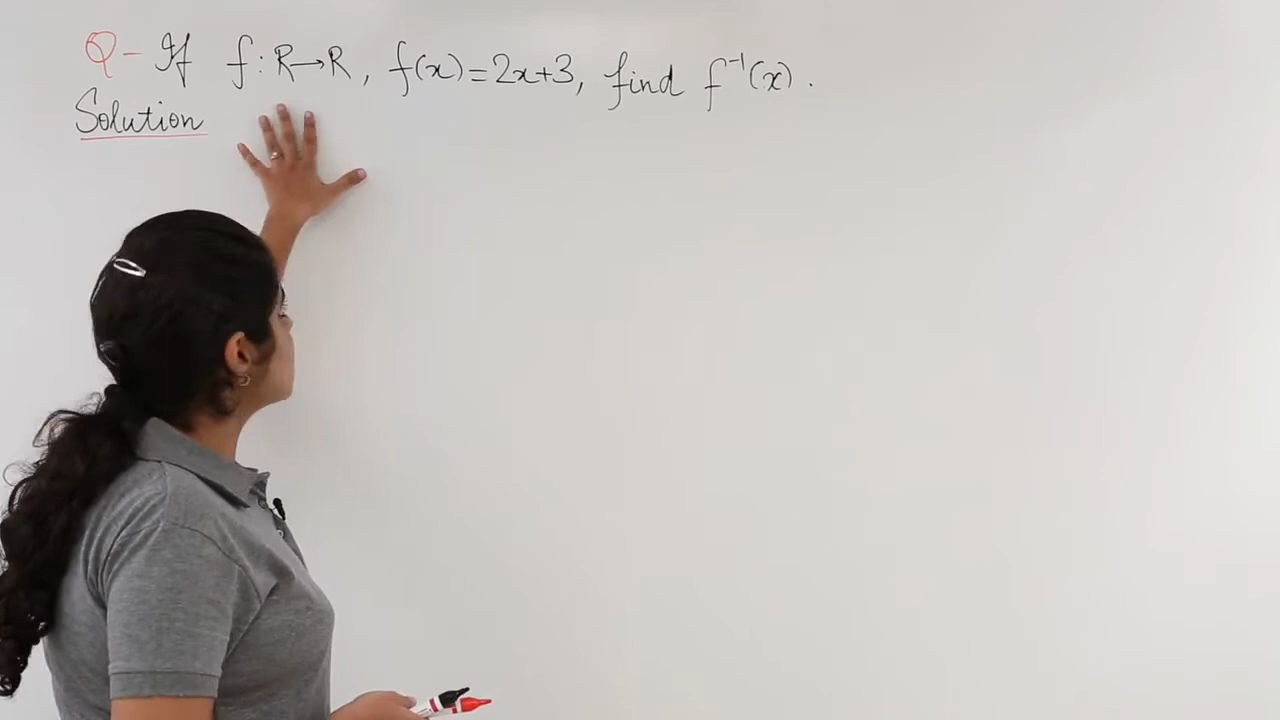 Q- If f: R→R, f(x)=2x+3, find f⁻¹(x).
Solution